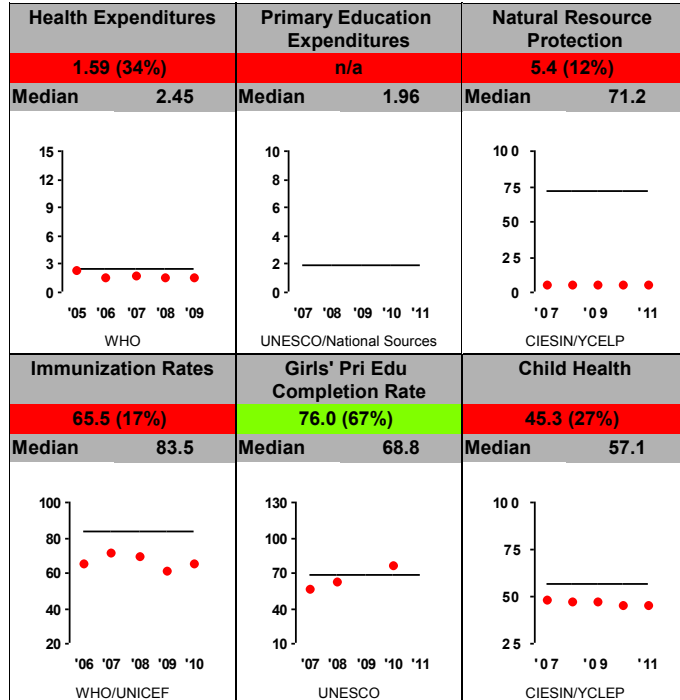 Health Expenditures
1.59 (34%)
Median 2.45
15
12
9
6
3
0
'05 '06 '07 '08 '09
WHO
Primary Education
Expenditures
n/a
Median 1.96
10
8
6
4
2
0
'07 '08 '09 '10 '11
UNESCO/National Sources
Natural Resource
Protection
5.4 (12%)
Median 71.2
10 0
75
50
25
0
' 0 7 ' 0 9 ' 11
CIESIN/YCELP
Immunization Rates
65.5 (17%)
Median 83.5
100
80
60
40
20
'06 '07 '08 '09 '10
WHO/UNICEF
Girls' Pri Edu
Completion Rate
76.0 (67%)
Median 68.8
130
100
70
40
10
'07 '08 '09 '10 '11
UNESCO
Child Health
45.3 (27%)
Median 57.1
10 0
75
50
2 5
' 0 7 ' 0 9 ' 11
CIESIN/YCLEP